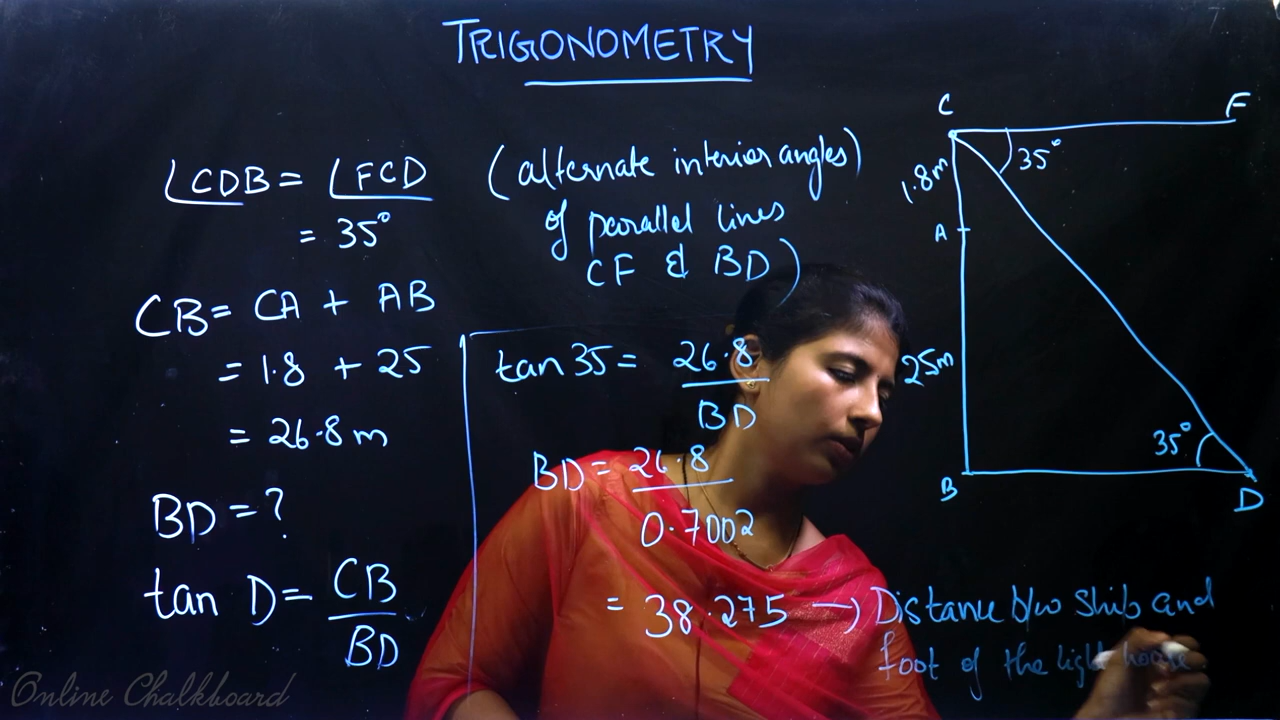 TRIGONOMETRY
∠CDB = ∠FCD (alternate interior angles)
= 35° of parallel lines
CF & BD)
CB = CA + AB
= 1.8 + 25
= 26.8 m
BD = ?
tan D = CB
BD
tan 35 = 26.8
BD
BD = 26.8
0.7002
= 38.275 → Distance b/w ship and
foot of the light house
C F
35°
1.8m
A
25m
35°
B D
Online Chalkboard